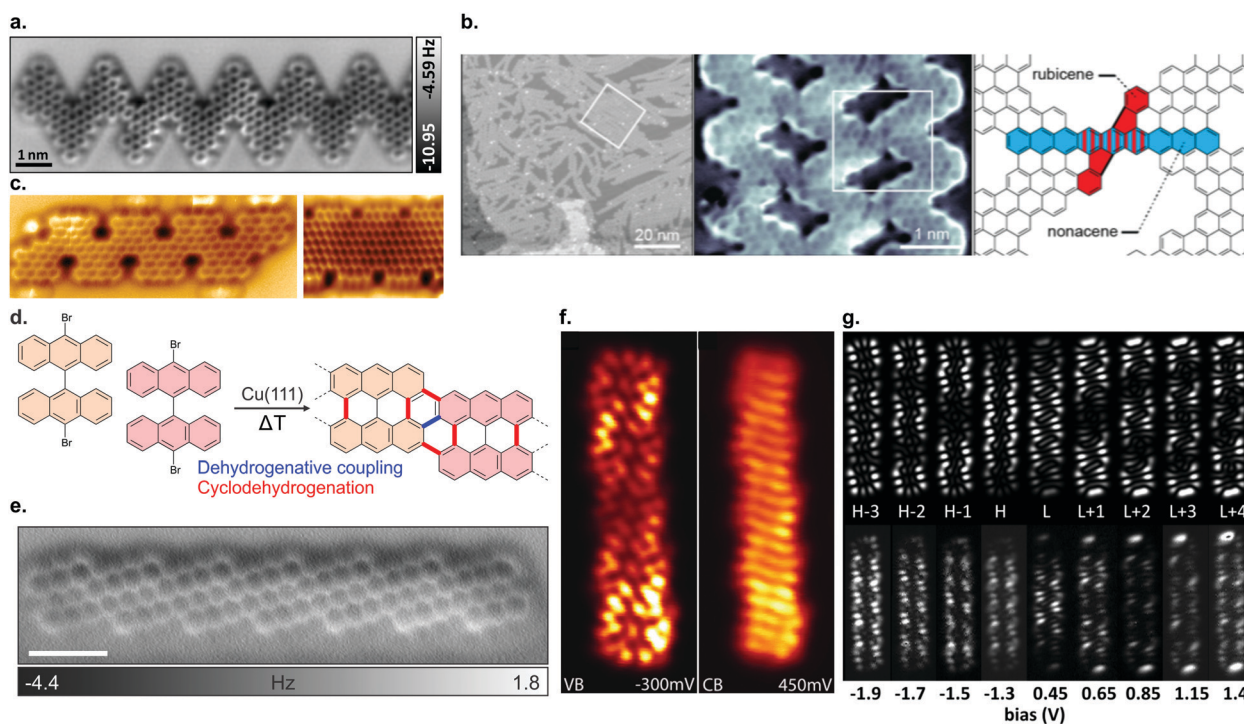 a.
-4.59 Hz
-10.95
1 nm
b.
20 nm
1 nm
rubicene
nonacene
c.
d.
Br
Br
Br
Br
Cu(111)
ΔT
Dehydrogenative coupling
Cyclodehydrogenation
e.
-4.4
Hz
1.8
f.
VB
-300mV
CB
450mV
g.
H-3 H-2 H-1 H L L+1 L+2 L+3 L+4
-1.9 -1.7 -1.5 -1.3 0.45 0.65 0.85 1.15 1.4
bias (V)